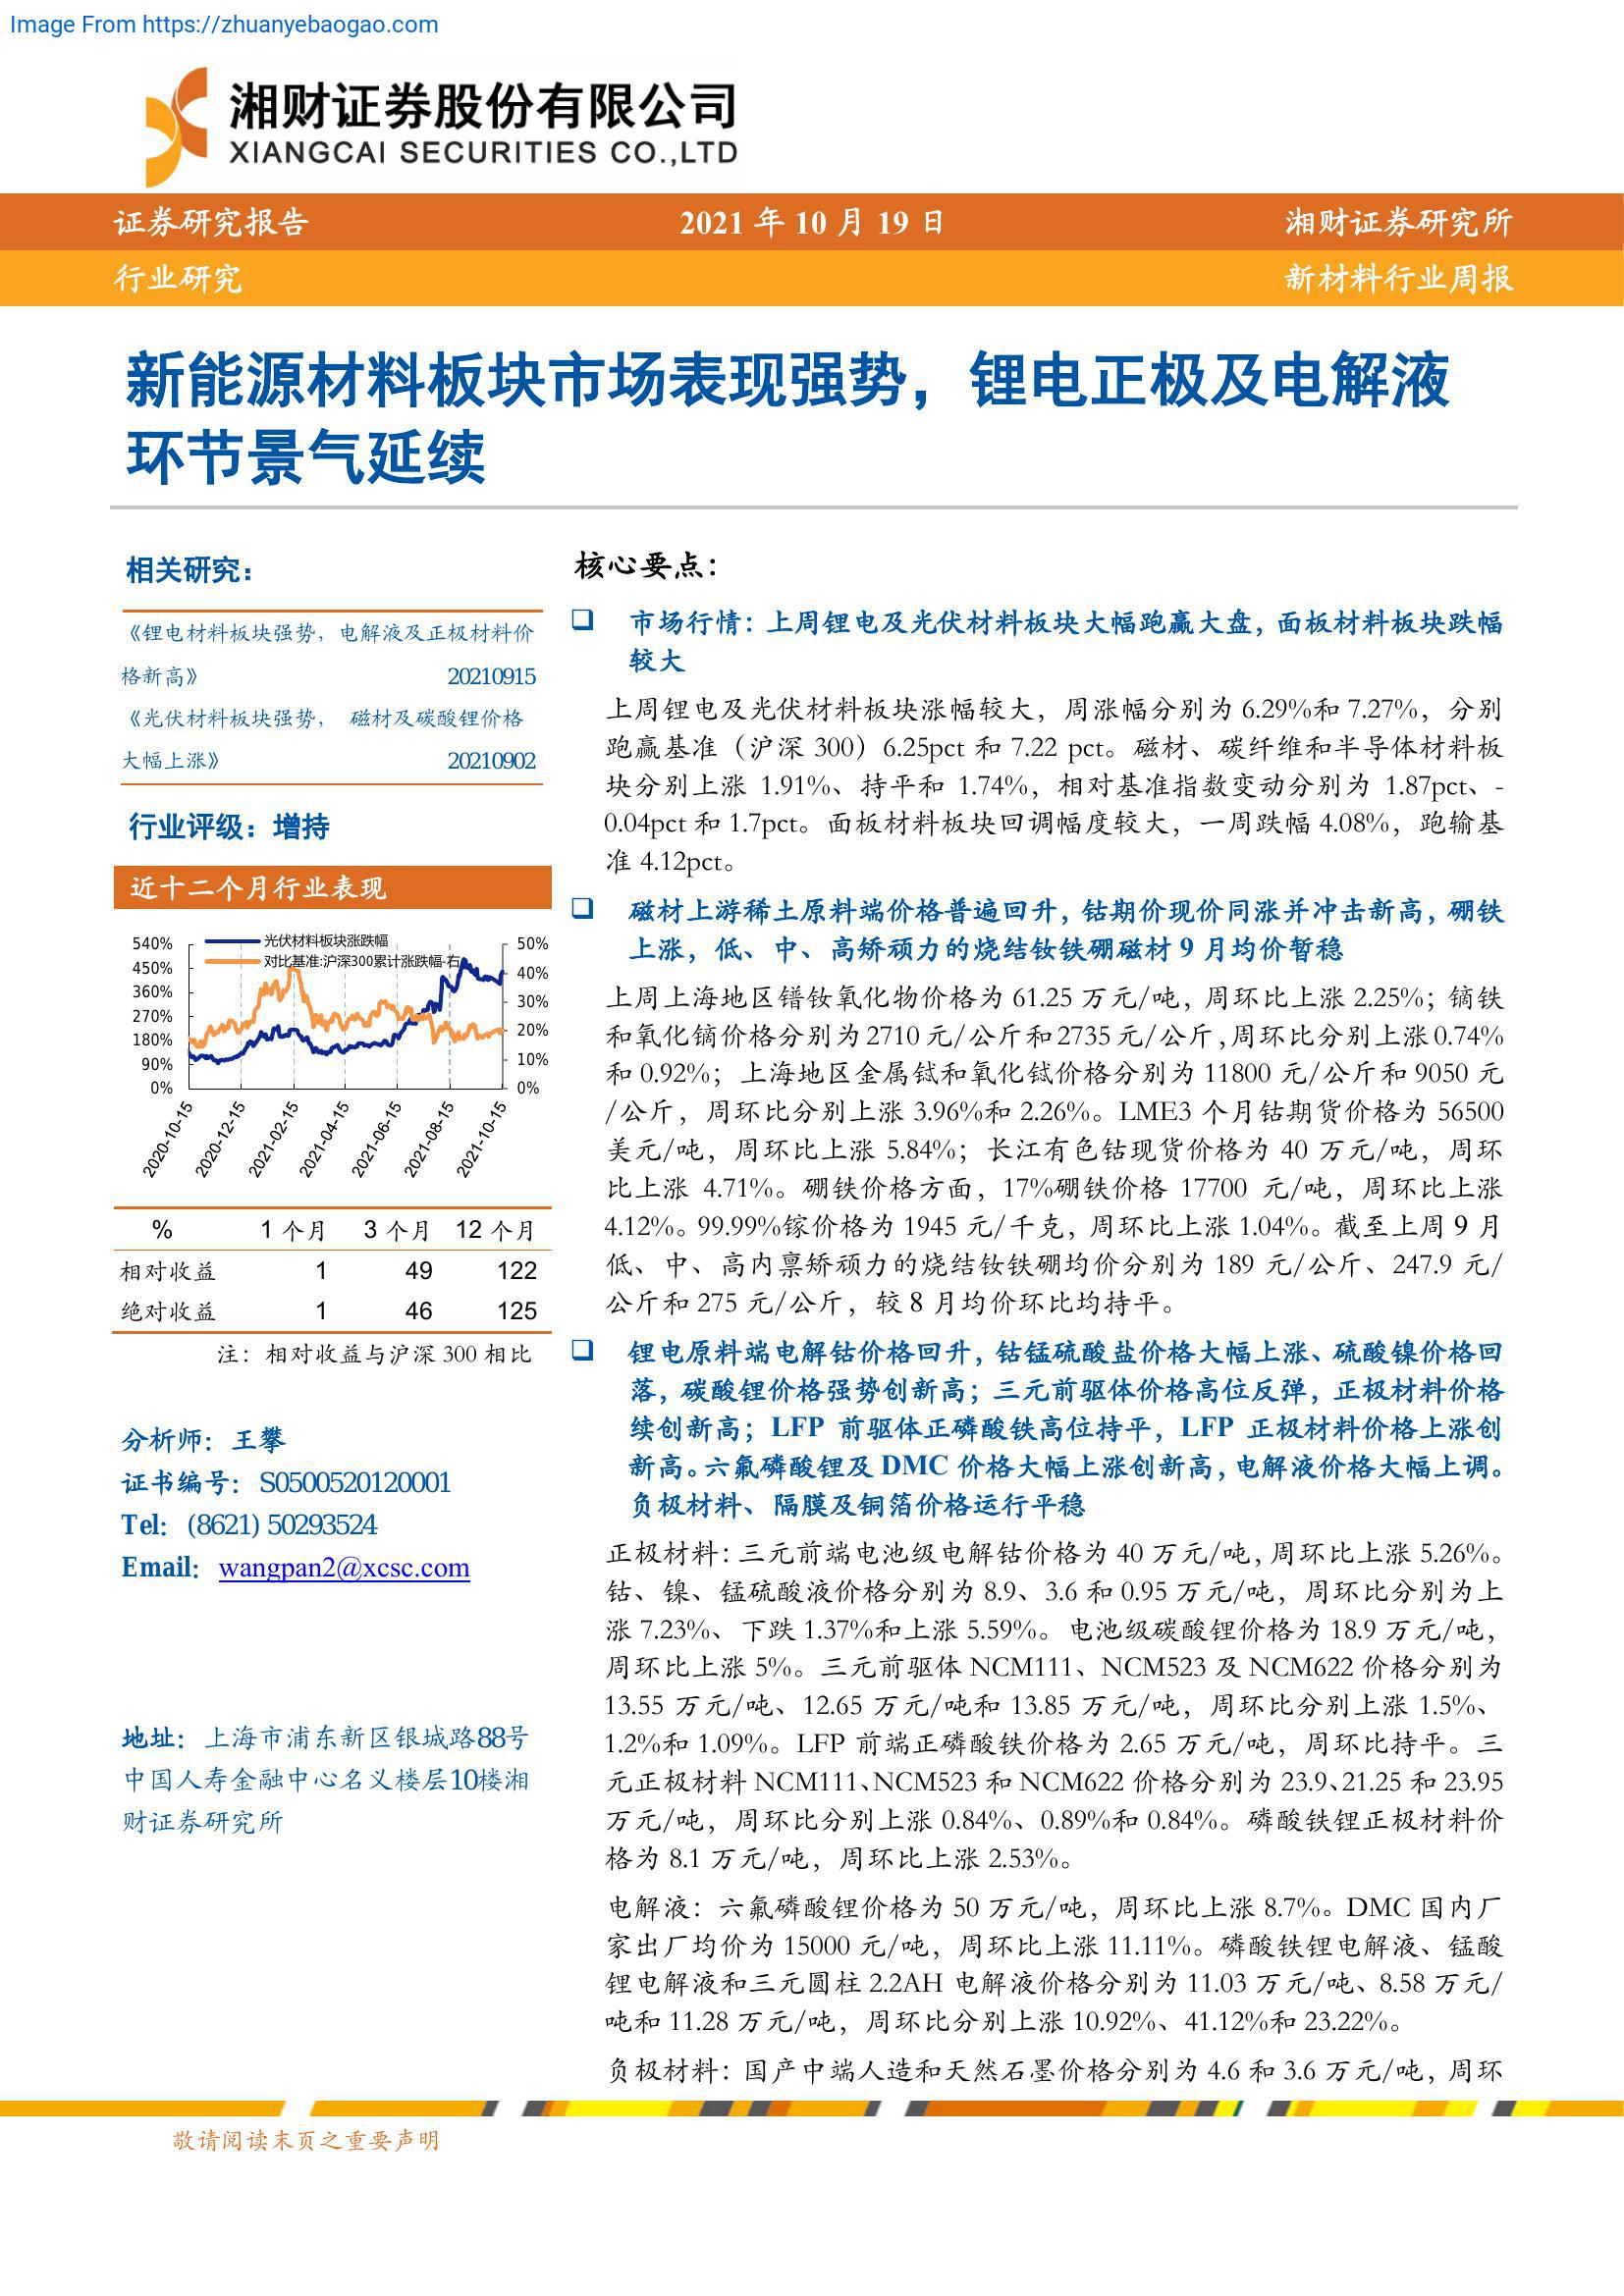 Image From https://zhuanyebaogao.com
湘财证券股份有限公司
XIANGCAI SECURITIES CO.,LTD
证券研究报告 2021 年 10 月 19 日 湘财证券研究所
行业研究 新材料行业周报
新能源材料板块市场表现强势，锂电正极及电解液
环节景气延续
相关研究：
《锂电材料板块强势，电解液及正极材料价
格新高》 20210915
《光伏材料板块强势， 磁材及碳酸锂价格
大幅上涨》 20210902
行业评级：增持
近十二个月行业表现
光伏材料板块涨跌幅
对比基准:沪深300累计涨跌幅-右
540%
450%
360%
270%
180%
90%
0%
50%
40%
30%
20%
10%
0%
2020-10-15
2020-12-15
2021-02-15
2021-04-15
2021-06-15
2021-08-15
2021-10-15
% 1 个月 3 个月 12 个月
相对收益 1 49 122
绝对收益 1 46 125
注：相对收益与沪深 300 相比
分析师：王攀
证书编号：S0500520120001
Tel：(8621) 50293524
Email：wangpan2@xcsc.com
地址：上海市浦东新区银城路88号
中国人寿金融中心名义楼层10楼湘
财证券研究所
核心要点：
❑ 市场行情：上周锂电及光伏材料板块大幅跑赢大盘，面板材料板块跌幅
较大
上周锂电及光伏材料板块涨幅较大，周涨幅分别为 6.29%和 7.27%，分别
跑赢基准（沪深 300）6.25pct 和 7.22 pct。磁材、碳纤维和半导体材料板
块分别上涨 1.91%、持平和 1.74%，相对基准指数变动分别为 1.87pct、-
0.04pct 和 1.7pct。面板材料板块回调幅度较大，一周跌幅 4.08%，跑输基
准 4.12pct。
❑ 磁材上游稀土原料端价格普遍回升，钴期价现价同涨并冲击新高，硼铁
上涨，低、中、高矫顽力的烧结钕铁硼磁材 9 月均价暂稳
上周上海地区镨钕氧化物价格为 61.25 万元/吨，周环比上涨 2.25%；镝铁
和氧化镝价格分别为 2710 元/公斤和 2735 元/公斤，周环比分别上涨 0.74%
和 0.92%；上海地区金属铽和氧化铽价格分别为 11800 元/公斤和 9050 元
/公斤，周环比分别上涨 3.96%和 2.26%。LME3 个月钴期货价格为 56500
美元/吨，周环比上涨 5.84%；长江有色钴现货价格为 40 万元/吨，周环
比上涨 4.71%。硼铁价格方面，17%硼铁价格 17700 元/吨，周环比上涨
4.12%。99.99%镓价格为 1945 元/千克，周环比上涨 1.04%。截至上周 9 月
低、中、高内禀矫顽力的烧结钕铁硼均价分别为 189 元/公斤、247.9 元/
公斤和 275 元/公斤，较 8 月均价环比均持平。
❑ 锂电原料端电解钴价格回升，钴锰硫酸盐价格大幅上涨、硫酸镍价格回
落，碳酸锂价格强势创新高；三元前驱体价格高位反弹，正极材料价格
续创新高；LFP 前驱体正磷酸铁高位持平，LFP 正极材料价格上涨创
新高。六氟磷酸锂及 DMC 价格大幅上涨创新高，电解液价格大幅上调。
负极材料、隔膜及铜箔价格运行平稳
正极材料：三元前端电池级电解钴价格为 40 万元/吨，周环比上涨 5.26%。
钴、镍、锰硫酸液价格分别为 8.9、3.6 和 0.95 万元/吨，周环比分别为上
涨 7.23%、下跌 1.37%和上涨 5.59%。电池级碳酸锂价格为 18.9 万元/吨，
周环比上涨 5%。三元前驱体 NCM111、NCM523 及 NCM622 价格分别为
13.55 万元/吨、12.65 万元/吨和 13.85 万元/吨，周环比分别上涨 1.5%、
1.2%和 1.09%。LFP 前端正磷酸铁价格为 2.65 万元/吨，周环比持平。三
元正极材料 NCM111、NCM523 和 NCM622 价格分别为 23.9、21.25 和 23.95
万元/吨，周环比分别上涨 0.84%、0.89%和 0.84%。磷酸铁锂正极材料价
格为 8.1 万元/吨，周环比上涨 2.53%。
电解液：六氟磷酸锂价格为 50 万元/吨，周环比上涨 8.7%。DMC 国内厂
家出厂均价为 15000 元/吨，周环比上涨 11.11%。磷酸铁锂电解液、锰酸
锂电解液和三元圆柱 2.2AH 电解液价格分别为 11.03 万元/吨、8.58 万元/
吨和 11.28 万元/吨，周环比分别上涨 10.92%、41.12%和 23.22%。
负极材料：国产中端人造和天然石墨价格分别为 4.6 和 3.6 万元/吨，周环
敬请阅读末页之重要声明